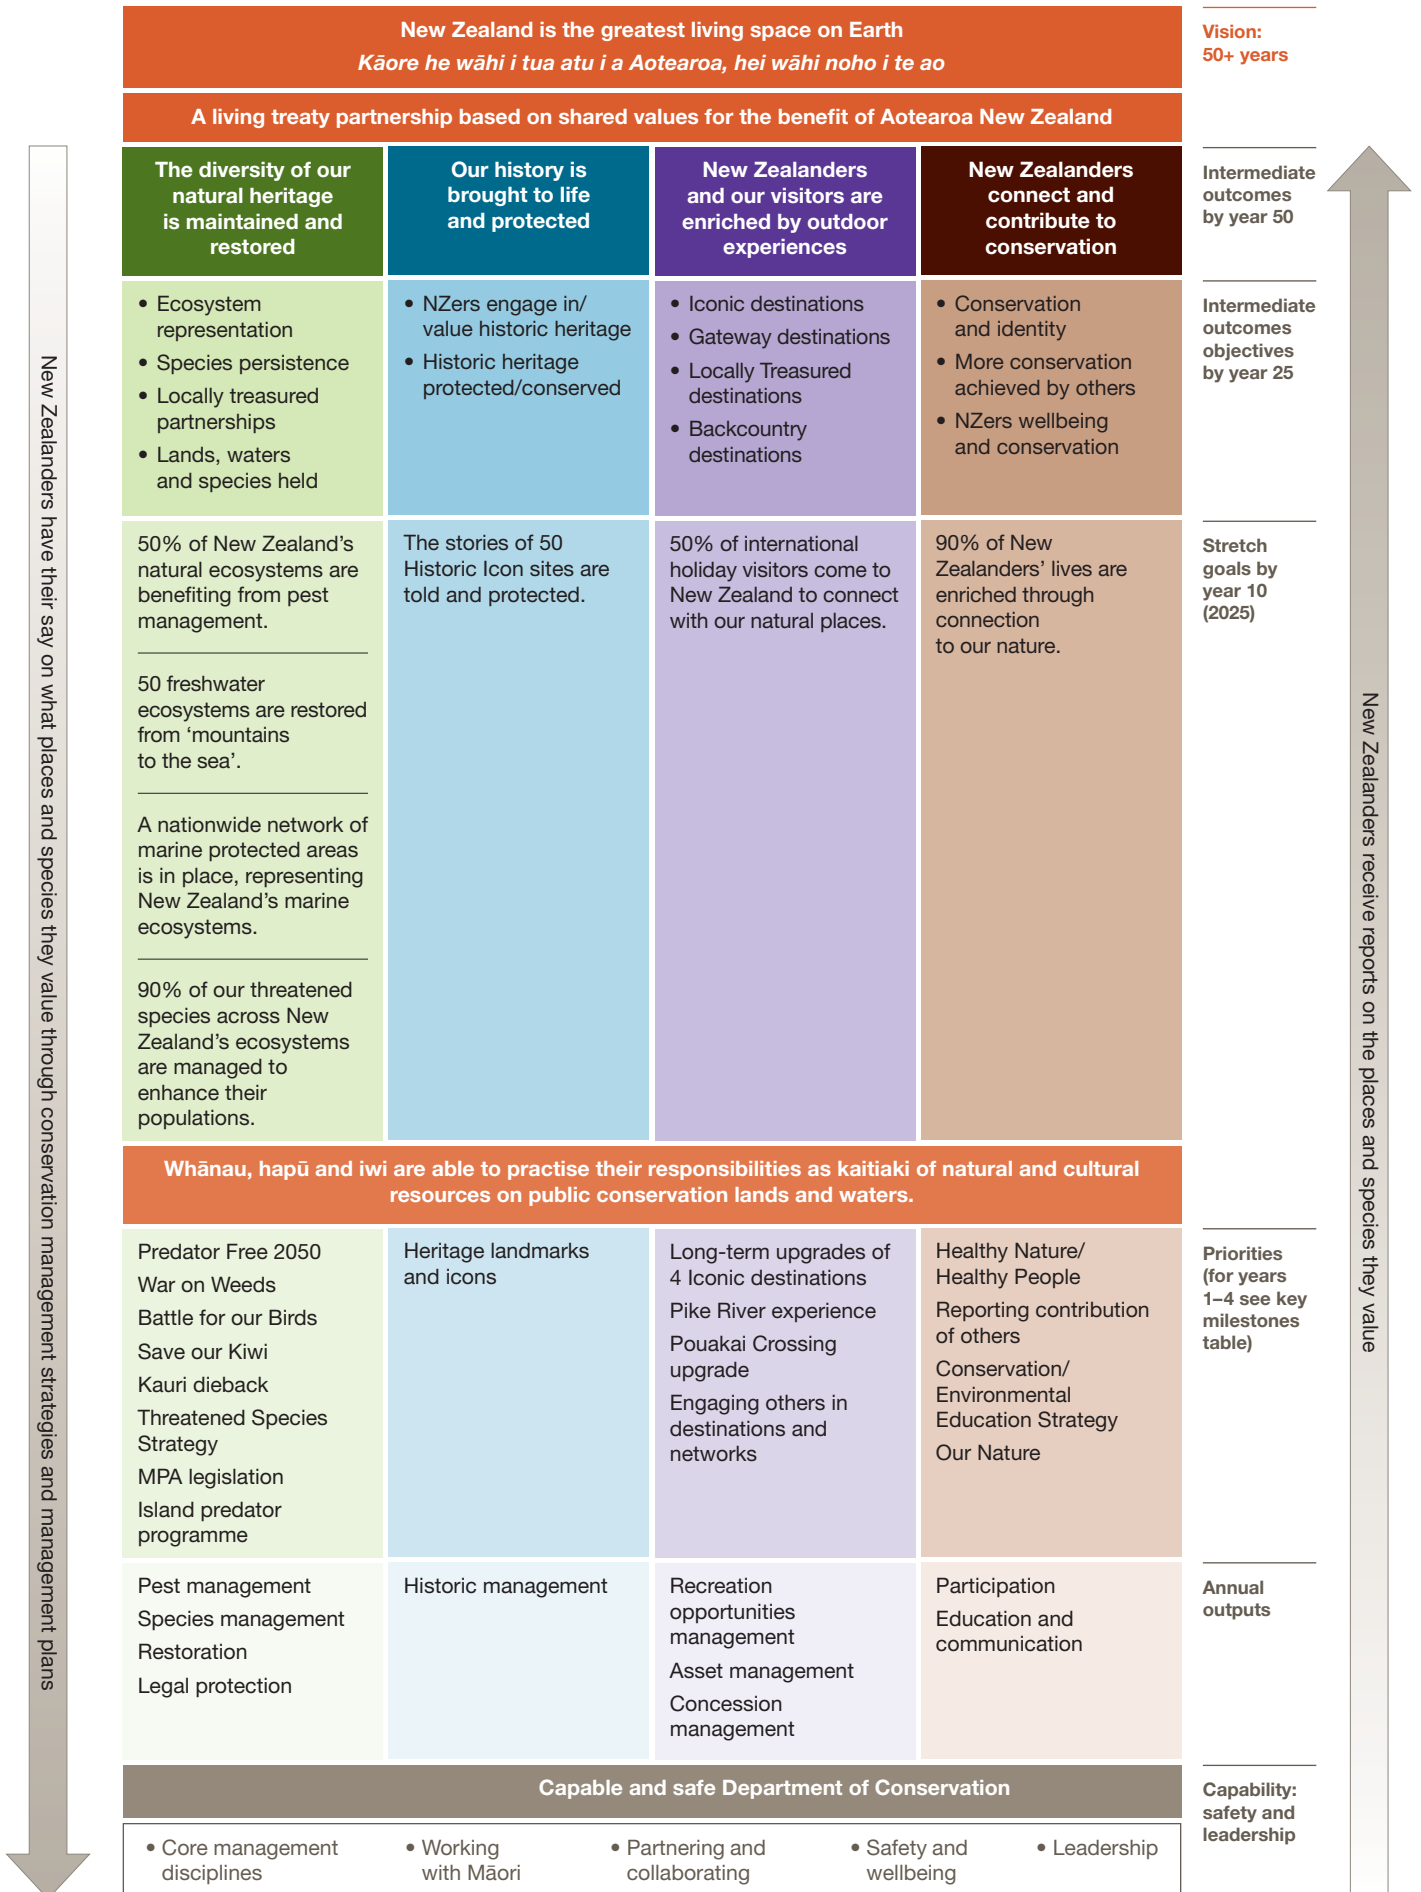 New Zealand is the greatest living space on Earth
Kāore he wāhi i tua atu i a Aotearoa, hei wāhi noho i te ao
Vision:
50+ years
A living treaty partnership based on shared values for the benefit of Aotearoa New Zealand
The diversity of our
natural heritage
is maintained and
restored
Our history is
brought to life
and protected
New Zealanders
and our visitors are
enriched by outdoor
experiences
New Zealanders
connect and
contribute to
conservation
Intermediate
outcomes
by year 50
• Ecosystem
representation
• Species persistence
• Locally treasured
partnerships
• Lands, waters
and species held
• NZers engage in/
value historic heritage
• Historic heritage
protected/conserved
• Iconic destinations
• Gateway destinations
• Locally Treasured
destinations
• Backcountry
destinations
• Conservation
and identity
• More conservation
achieved by others
• NZers wellbeing
and conservation
Intermediate
outcomes
objectives
by year 25
50% of New Zealand’s
natural ecosystems are
benefiting from pest
management.
50 freshwater
ecosystems are restored
from ‘mountains
to the sea’.
A nationwide network of
marine protected areas
is in place, representing
New Zealand’s marine
ecosystems.
90% of our threatened
species across New
Zealand’s ecosystems
are managed to
enhance their
populations.
The stories of 50
Historic Icon sites are
told and protected.
50% of international
holiday visitors come to
New Zealand to connect
with our natural places.
90% of New
Zealanders’ lives are
enriched through
connection
to our nature.
Stretch
goals by
year 10
(2025)
Whānau, hapū and iwi are able to practise their responsibilities as kaitiaki of natural and cultural
resources on public conservation lands and waters.
Predator Free 2050
War on Weeds
Battle for our Birds
Save our Kiwi
Kauri dieback
Threatened Species
Strategy
MPA legislation
Island predator
programme
Heritage landmarks
and icons
Long-term upgrades of
4 Iconic destinations
Pike River experience
Pouakai Crossing
upgrade
Engaging others in
destinations and
networks
Healthy Nature/
Healthy People
Reporting contribution
of others
Conservation/
Environmental
Education Strategy
Our Nature
Priorities
(for years
1–4 see key
milestones
table)
Pest management
Species management
Restoration
Legal protection
Historic management
Recreation
opportunities
management
Asset management
Concession
management
Participation
Education and
communication
Annual
outputs
Capable and safe Department of Conservation
Capability:
safety and
leadership
• Core management
disciplines
• Working
with Māori
• Partnering and
collaborating
• Safety and
wellbeing
• Leadership
New Zealanders have their say on what places and species they value through conservation management strategies and management plans
New Zealanders receive reports on the places and species they value